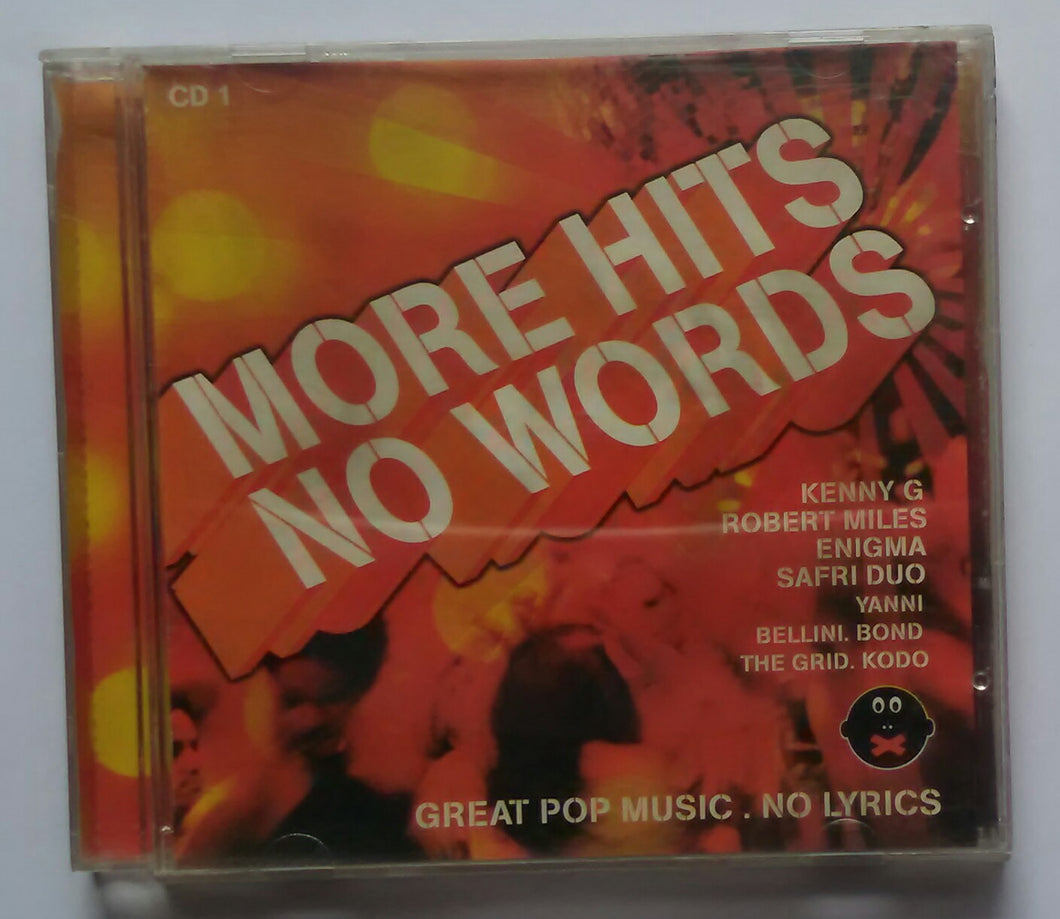 CD 1
MORE HITS
NO WORDS
KENNY G
ROBERT MILES
ENIGMA
SAFRI DUO
YANNI
BELLINI. BOND
THE GRID. KODO
GREAT POP MUSIC . NO LYRICS